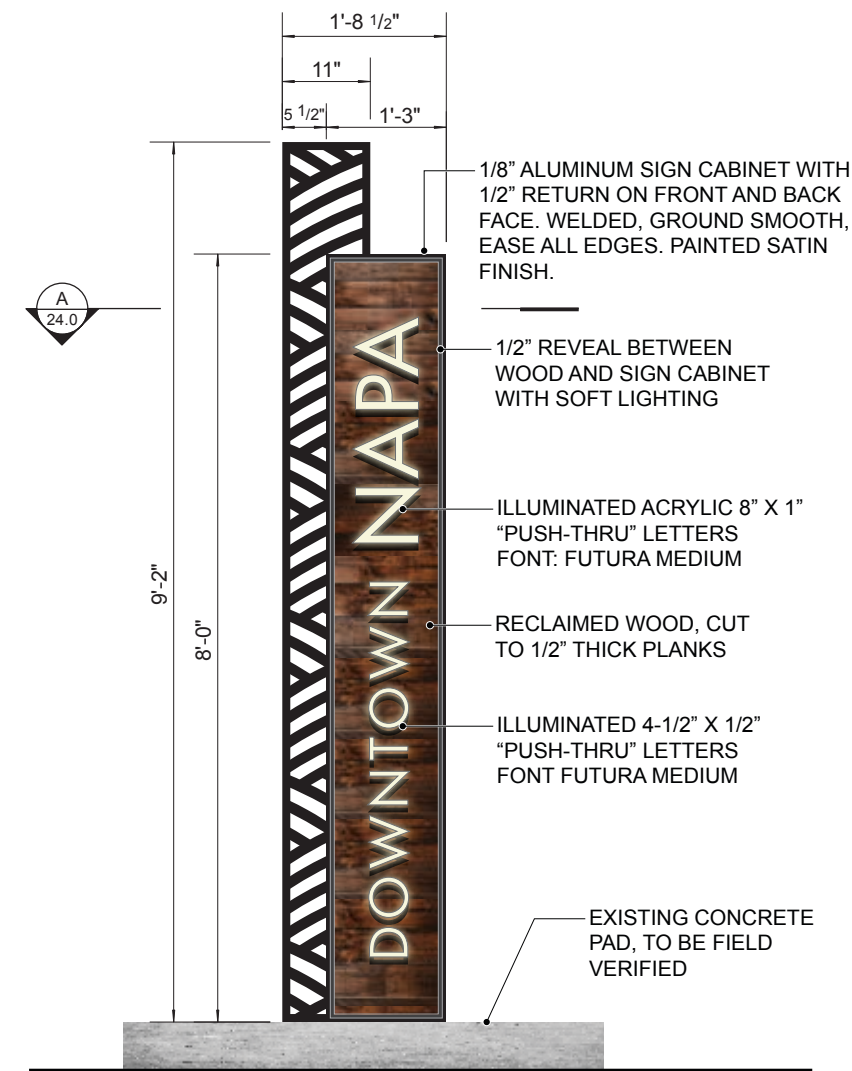 1'-8 1/2"
11"
5 1/2"
1'-3"
1/8” ALUMINUM SIGN CABINET WITH
1/2” RETURN ON FRONT AND BACK
FACE. WELDED, GROUND SMOOTH,
EASE ALL EDGES. PAINTED SATIN
FINISH.
A
24.0
1/2” REVEAL BETWEEN
WOOD AND SIGN CABINET
WITH SOFT LIGHTING
ILLUMINATED ACRYLIC 8” X 1”
“PUSH-THRU” LETTERS
FONT: FUTURA MEDIUM
9'-2"
8'-0"
DOWNTOWN NAPA
RECLAIMED WOOD, CUT
TO 1/2” THICK PLANKS
ILLUMINATED 4-1/2” X 1/2”
“PUSH-THRU” LETTERS
FONT FUTURA MEDIUM
EXISTING CONCRETE
PAD, TO BE FIELD
VERIFIED